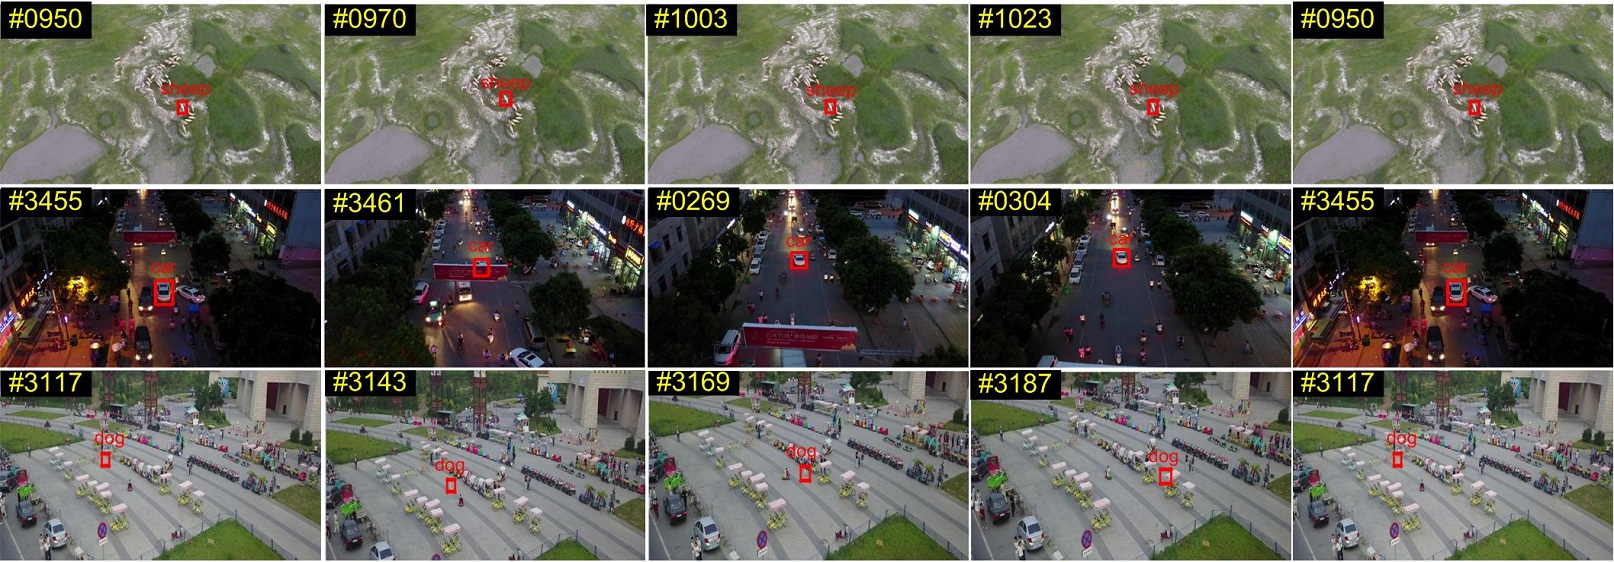 #0950
#0970
#1003
#1023
#0950
sheep
sheep
sheep
sheep
sheep
#3455
#3461
#0269
#0304
#3455
car
car
car
car
car
#3117
#3143
#3169
#3187
#3117
dog
dog
dog
dog
dog